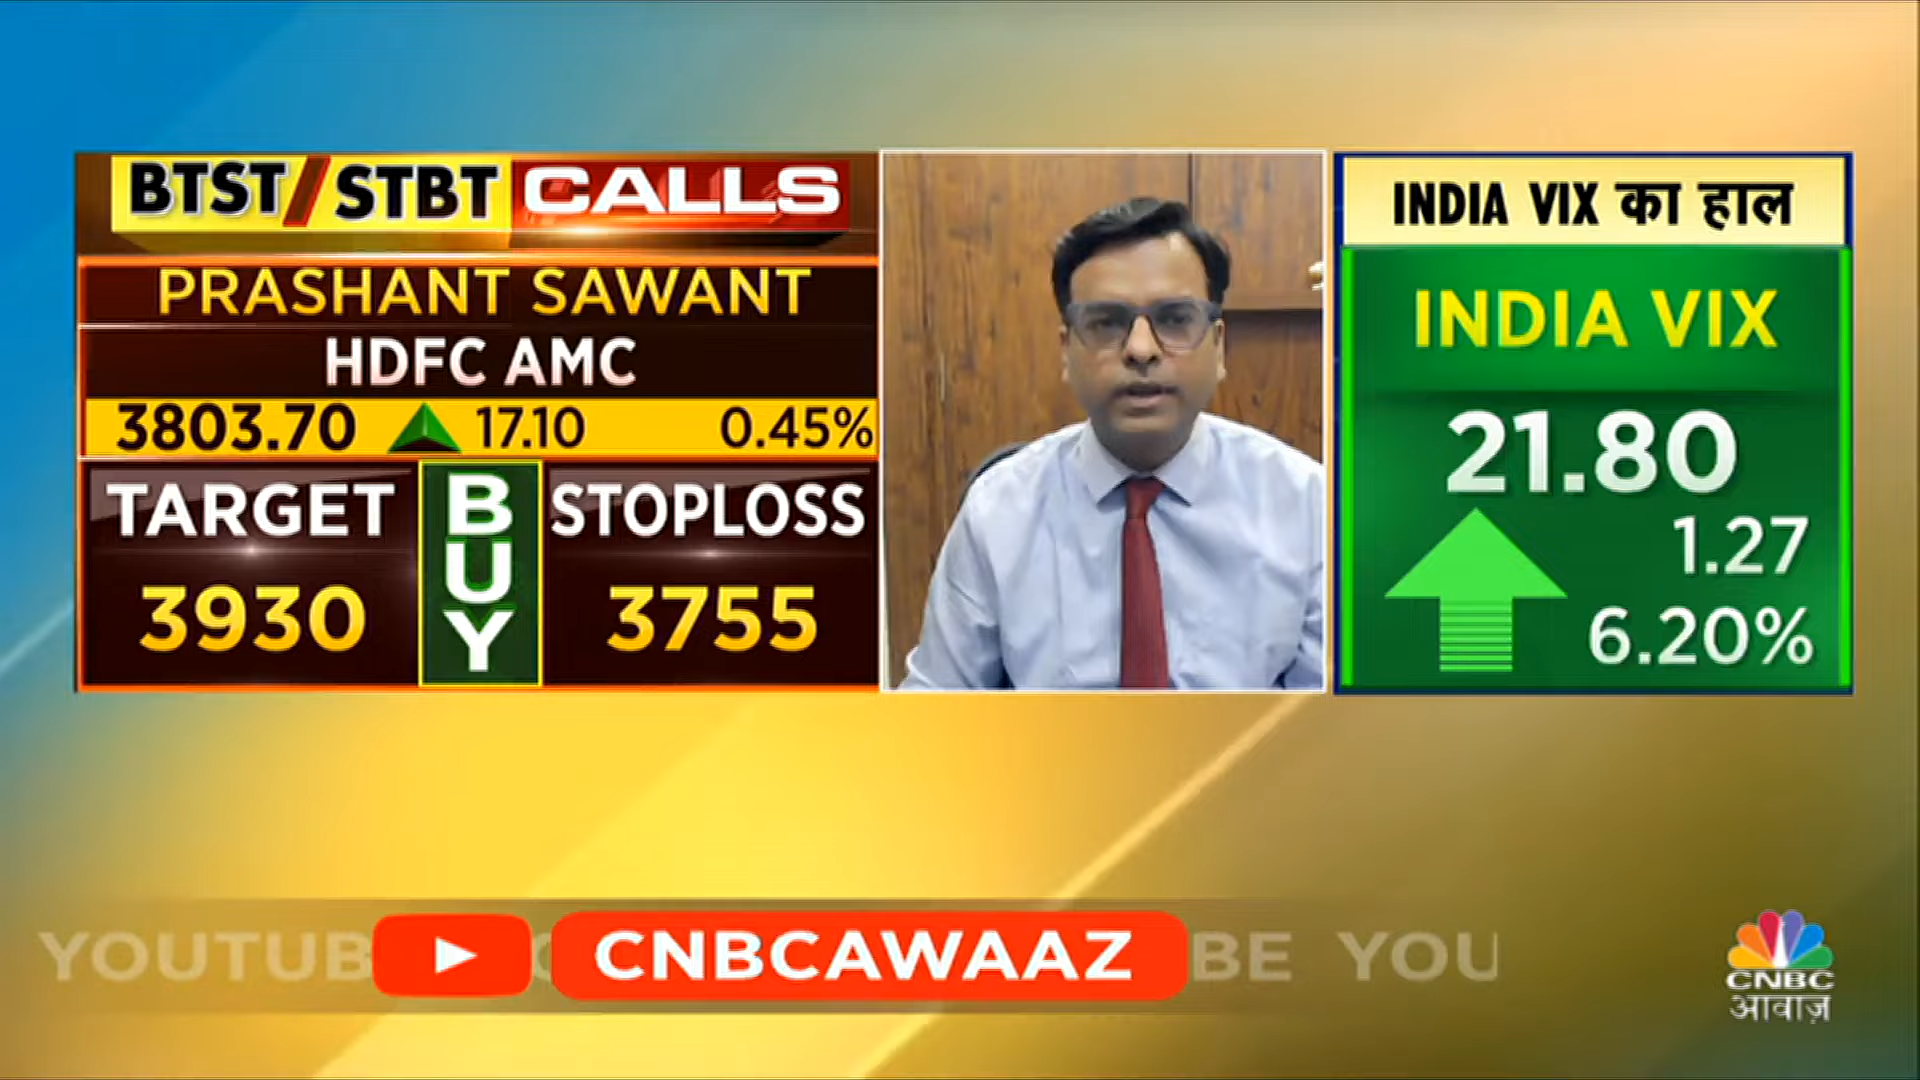 BTST/STBT CALLS
PRASHANT SAWANT
HDFC AMC
3803.70 17.10 0.45%
TARGET
3930
BUY
STOPLOSS
3755
INDIA VIX का हाल
INDIA VIX
21.80
1.27
6.20%
YOUTUB CNBCAWAAZ BE YOU
CNBC
आवाज़